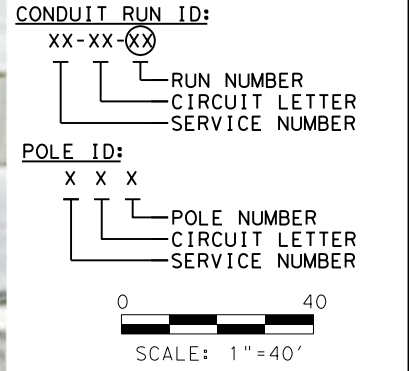 CONDUIT RUN ID:
XX-XX-XX
RUN NUMBER
CIRCUIT LETTER
SERVICE NUMBER
POLE ID:
X X X
POLE NUMBER
CIRCUIT LETTER
SERVICE NUMBER
0 40
SCALE: 1"=40'